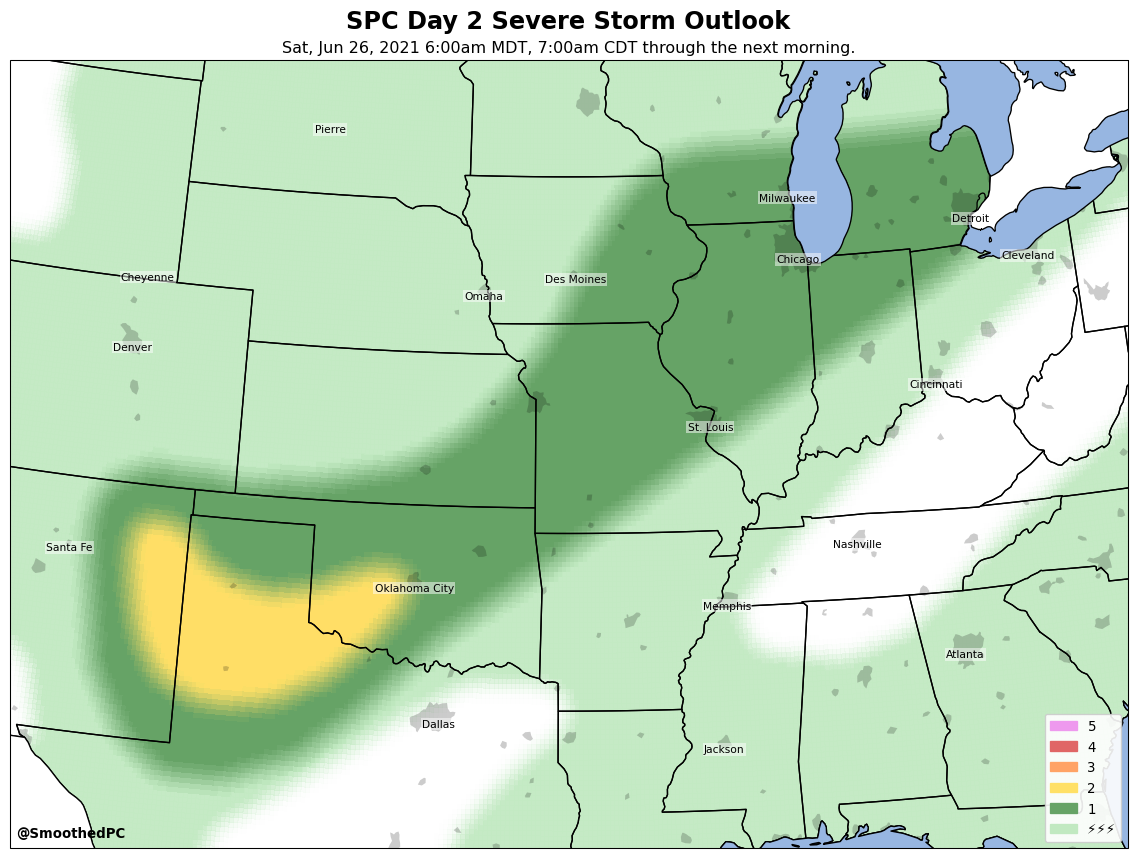 SPC Day 2 Severe Storm Outlook
Sat, Jun 26, 2021 6:00am MDT, 7:00am CDT through the next morning.
Pierre
Milwaukee
Detroit
Cleveland
Chicago
Cheyenne
Des Moines
Omaha
Denver
Cincinnati
St. Louis
Santa Fe
Nashville
Oklahoma City
Memphis
Atlanta
Dallas
Jackson
5
4
3
2
1
⚡⚡⚡
@SmoothedPC